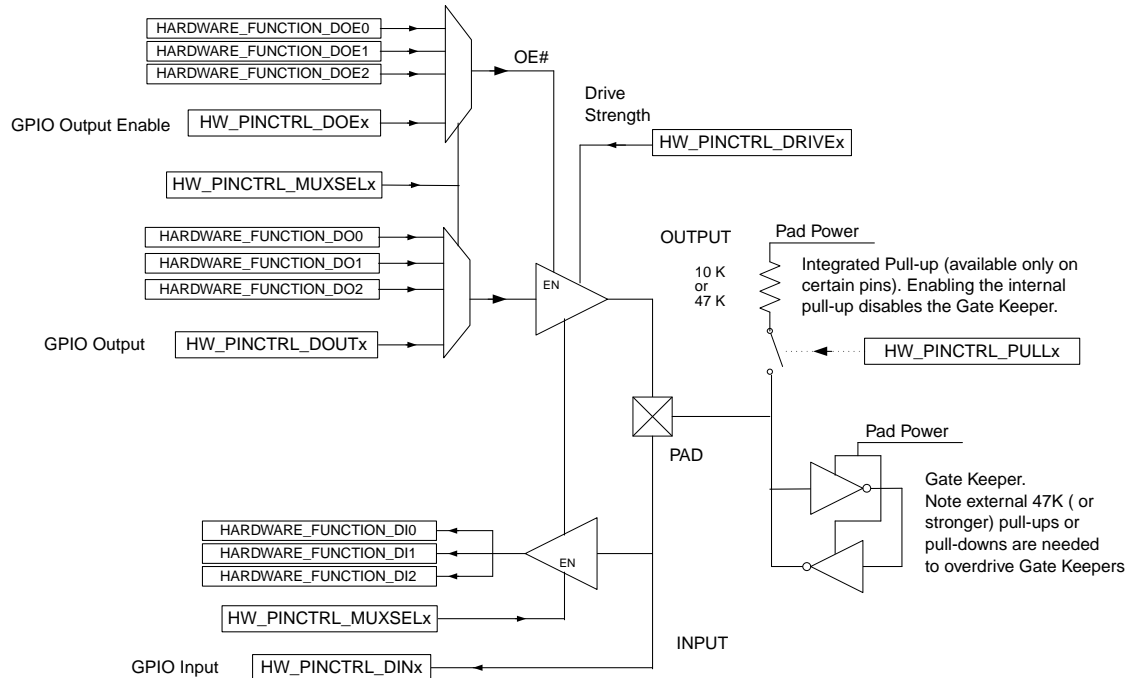 HARDWARE_FUNCTION_DOE0
HARDWARE_FUNCTION_DOE1
HARDWARE_FUNCTION_DOE2
OE#
GPIO Output Enable
HW_PINCTRL_DOEx
Drive
Strength
HW_PINCTRL_DRIVEx
HW_PINCTRL_MUXSELx
HARDWARE_FUNCTION_DO0
HARDWARE_FUNCTION_DO1
HARDWARE_FUNCTION_DO2
GPIO Output
HW_PINCTRL_DOUTx
EN
OUTPUT
Pad Power
10 K
or
47 K
Integrated Pull-up (available only on
certain pins). Enabling the internal
pull-up disables the Gate Keeper.
HW_PINCTRL_PULLx
PAD
Pad Power
Gate Keeper.
Note external 47K ( or
stronger) pull-ups or
pull-downs are needed
to overdrive Gate Keepers
HARDWARE_FUNCTION_DI0
HARDWARE_FUNCTION_DI1
HARDWARE_FUNCTION_DI2
EN
HW_PINCTRL_MUXSELx
INPUT
GPIO Input
HW_PINCTRL_DINx